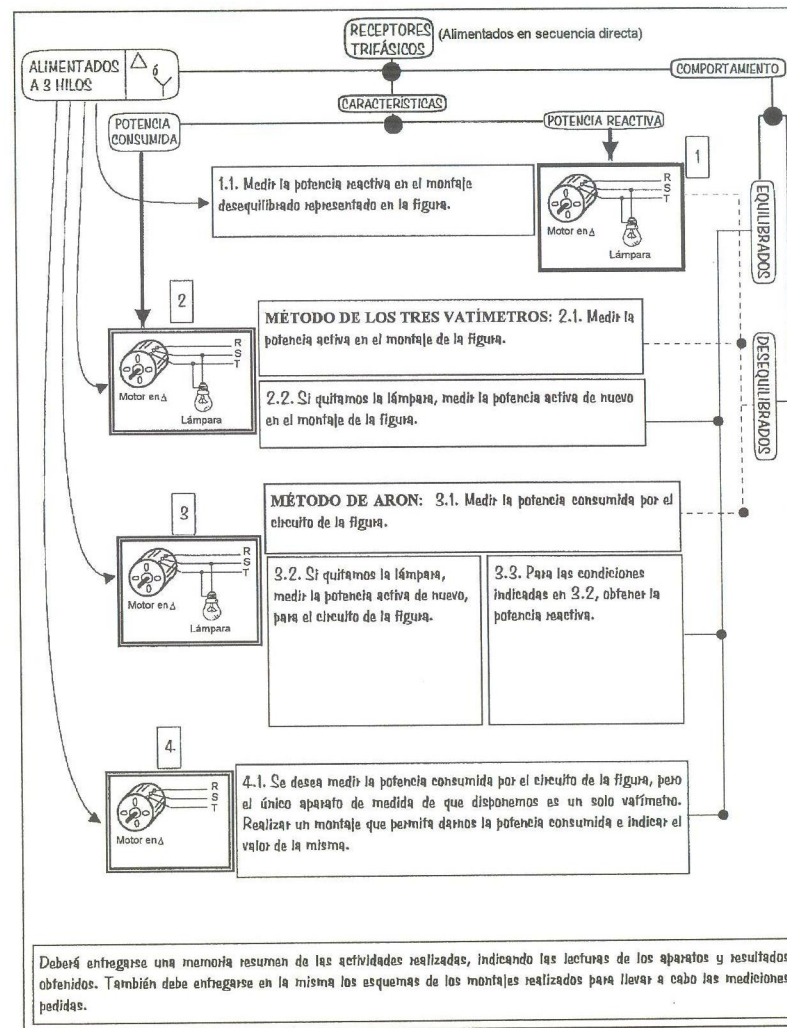 RECEPTORES
TRIFÁSICOS
(Alimentados en secuencia directa)
ALIMENTADOS
A 3 HILOS
ó
COMPORTAMIENTO
CARACTERÍSTICAS
POTENCIA
CONSUMIDA
POTENCIA REACTIVA
1
1.1. Medir la potencia reactiva en el montaje
desequilibrado representado en la figura.
R
S
T
Motor en Δ
Lámpara
EQUILIBRADOS
2
R
S
T
Motor en Δ
Lámpara
MÉTODO DE LOS TRES VATÍMETROS: 2.1. Medir la
potencia activa en el montaje de la figura.
2.2. Si quitamos la lámpara, medir la potencia activa de nuevo
en el montaje de la figura.
DESEQUILIBRADOS
3
R
S
T
Motor en Δ
Lámpara
MÉTODO DE ARON: 3.1. Medir la potencia consumida por el
circuito de la figura.
3.2. Si quitamos la lámpara,
medir la potencia activa de nuevo,
para el circuito de la figura.
3.3. Para las condiciones
indicadas en 3.2, obtener la
potencia reactiva.
4.
R
S
T
Motor en Δ
4.1. Se desea medir la potencia consumida por el circuito de la figura, pero
el único aparato de medida de que disponemos es un solo vatímetro.
Realizar un montaje que permita darnos la potencia consumida e indicar el
valor de la misma.
Deberá entregarse una memoria resumen de las actividades realizadas, indicando las lecturas de los aparatos y resultados
obtenidos. También debe entregarse en la misma los esquemas de los montajes realizados para llevar a cabo las mediciones
pedidas.